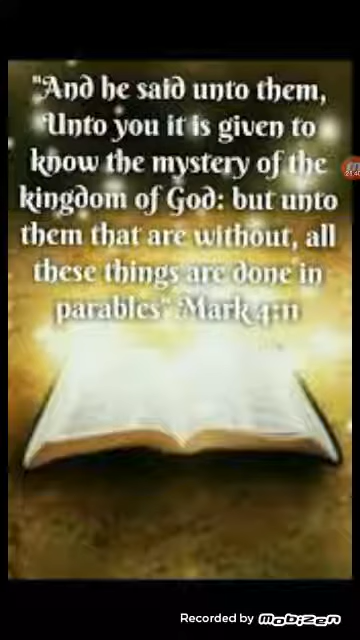 "And he said unto them,
Unto you it is given to
know the mystery of the
kingdom of God: but unto
them that are without, all
these things are done in
parables" Mark 4:11
Recorded by mobizen